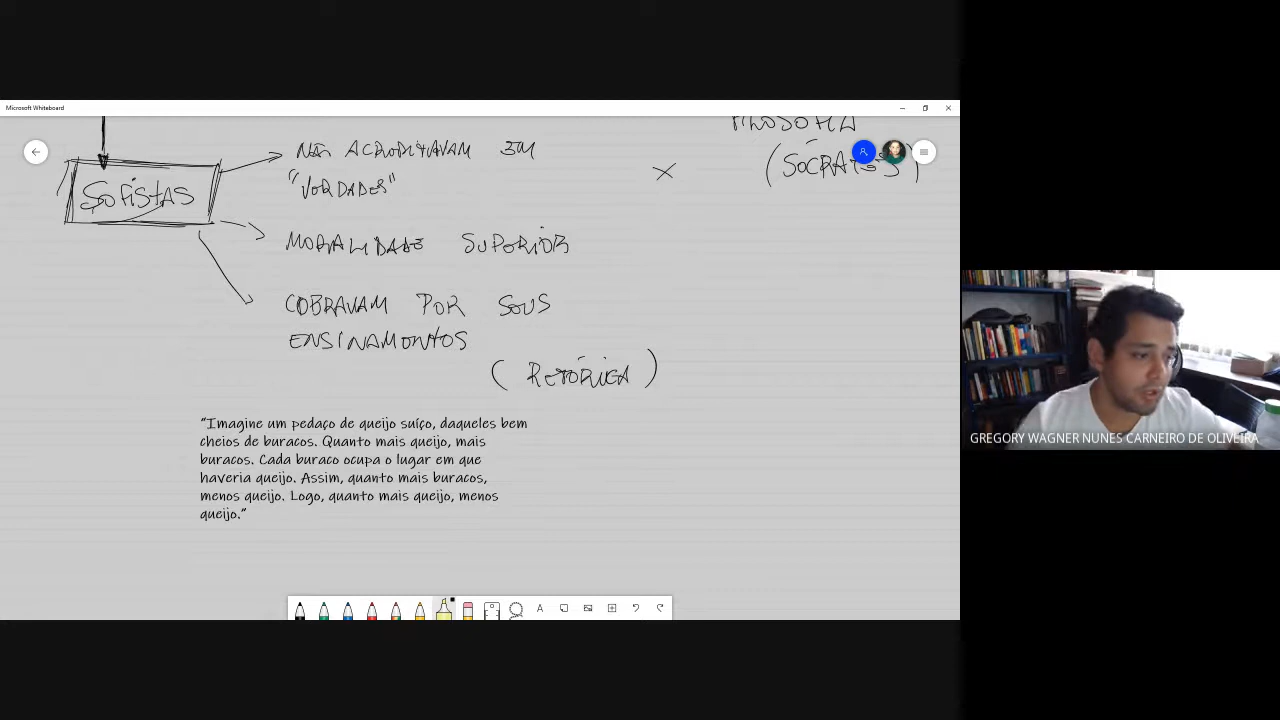 Microsoft Whiteboard
FILOSOFIA
(SÓCRATES)
X
SOFISTAS
NÃO ACREDITAVAM EM
"VERDADES"
MORALIDADE SUPERIOR
COBRAVAM POR SEUS
ENSINAMENTOS
(RETÓRICA)
"Imagine um pedaço de queijo suíço, daqueles bem
cheios de buracos. Quanto mais queijo, mais
buracos. Cada buraco ocupa o lugar em que
haveria queijo. Assim, quanto mais buracos,
menos queijo. Logo, quanto mais queijo, menos
queijo."
GREGORY WAGNER NUNES CARNEIRO DE OLIVEIRA